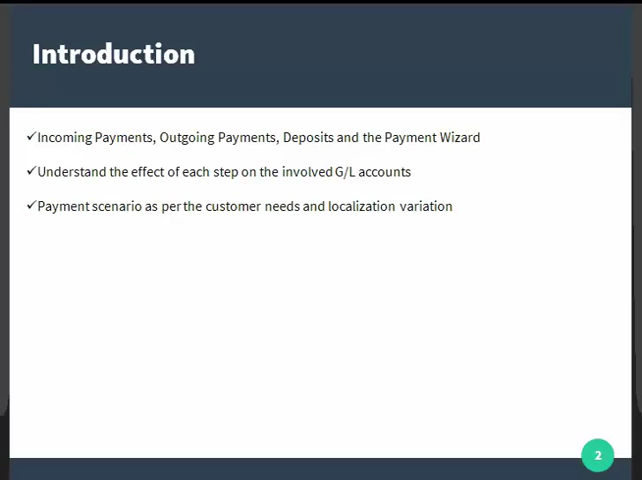 Introduction
✓Incoming Payments, Outgoing Payments, Deposits and the Payment Wizard
✓Understand the effect of each step on the involved G/L accounts
✓Payment scenario as per the customer needs and localization variation
2